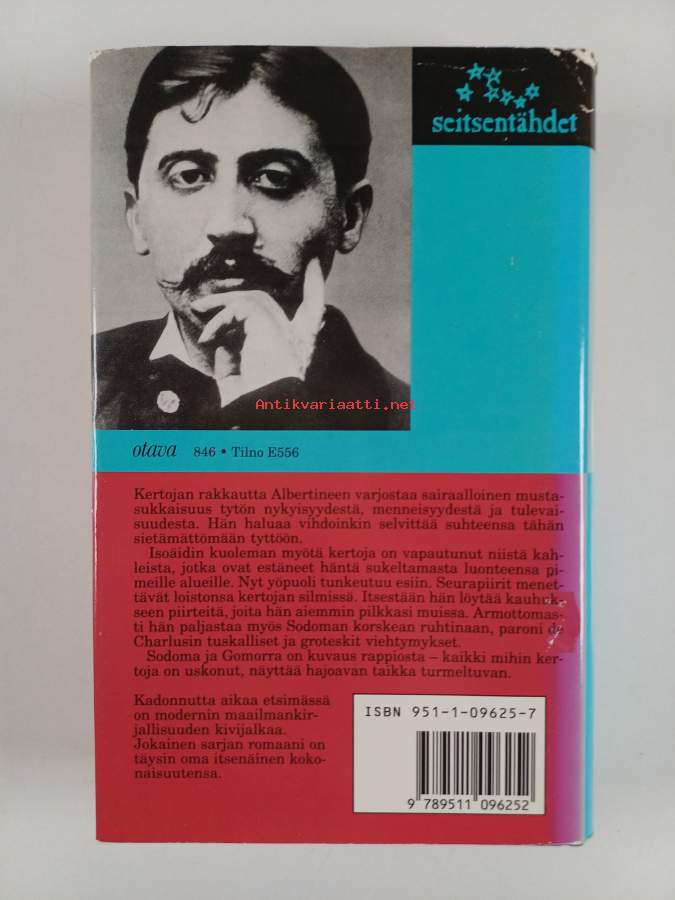 seitsentähdet
Antikvariaatti.net
otava 846 • Tilno E556
Kertojan rakkautta Albertineen varjostaa sairaalloinen musta-
sukkaisuus tytön nykyisyydestä, menneisyydestä ja tulevai-
suudesta. Hän haluaa vihdoinkin selvittää suhteensa tähän
sietämättömään tyttöön.
Isoäidin kuoleman myötä kertoja on vapautunut niistä kah-
leista, jotka ovat estäneet häntä sukeltamasta luonteensa pi-
meille alueille. Nyt yöpuoli tunkeutuu esiin. Seurapiirit menet-
tävät loistonsa kertojan silmissä. Itsestään hän löytää kauhuk-
seen piirteitä, joita hän aiemmin pilkkasi muissa. Armottomas-
ti hän paljastaa myös Sodoman korskean ruhtinaan, paroni de
Charlusin tuskalliset ja groteskit viehtymykset.
Sodoma ja Gomorra on kuvaus rappiosta – kaikki mihin ker-
toja on uskonut, näyttää hajoavan taikka turmeltuvan.
Kadonnutta aikaa etsimässä
on modernin maailmankir-
jallisuuden kivijalkaa.
Jokainen sarjan romaani on
täysin oma itsenäinen koko-
naisuutensa.
ISBN 951-1-09625-7
9 789511 096252